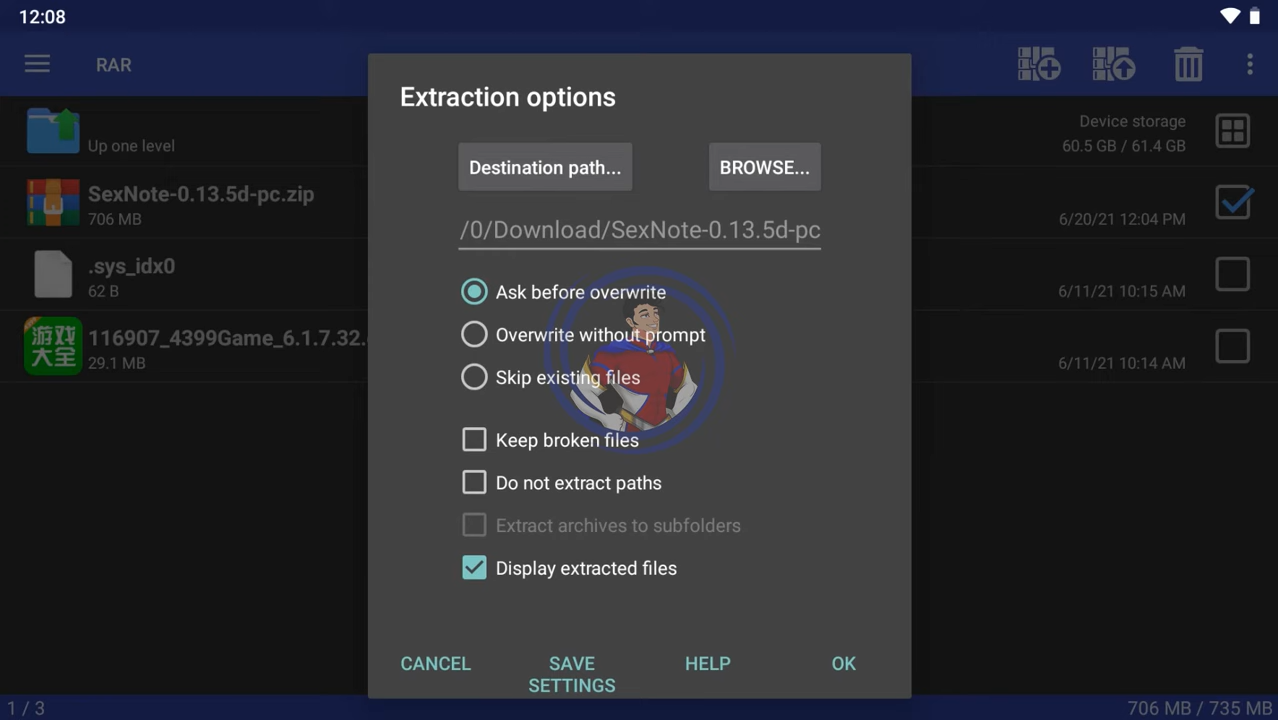 12:08
RAR
Extraction options
Up one level
Device storage
60.5 GB / 61.4 GB
Destination path...
BROWSE...
SexNote-0.13.5d-pc.zip
706 MB
6/20/21 12:04 PM
/0/Download/SexNote-0.13.5d-pc
.sys_idx0
62 B
6/11/21 10:15 AM
Ask before overwrite
游戏
大全
116907_4399Game_6.1.7.32.
29.1 MB
6/11/21 10:14 AM
Overwrite without prompt
Skip existing files
Keep broken files
Do not extract paths
Extract archives to subfolders
Display extracted files
CANCEL
SAVE
SETTINGS
HELP
OK
1 / 3
706 MB / 735 MB